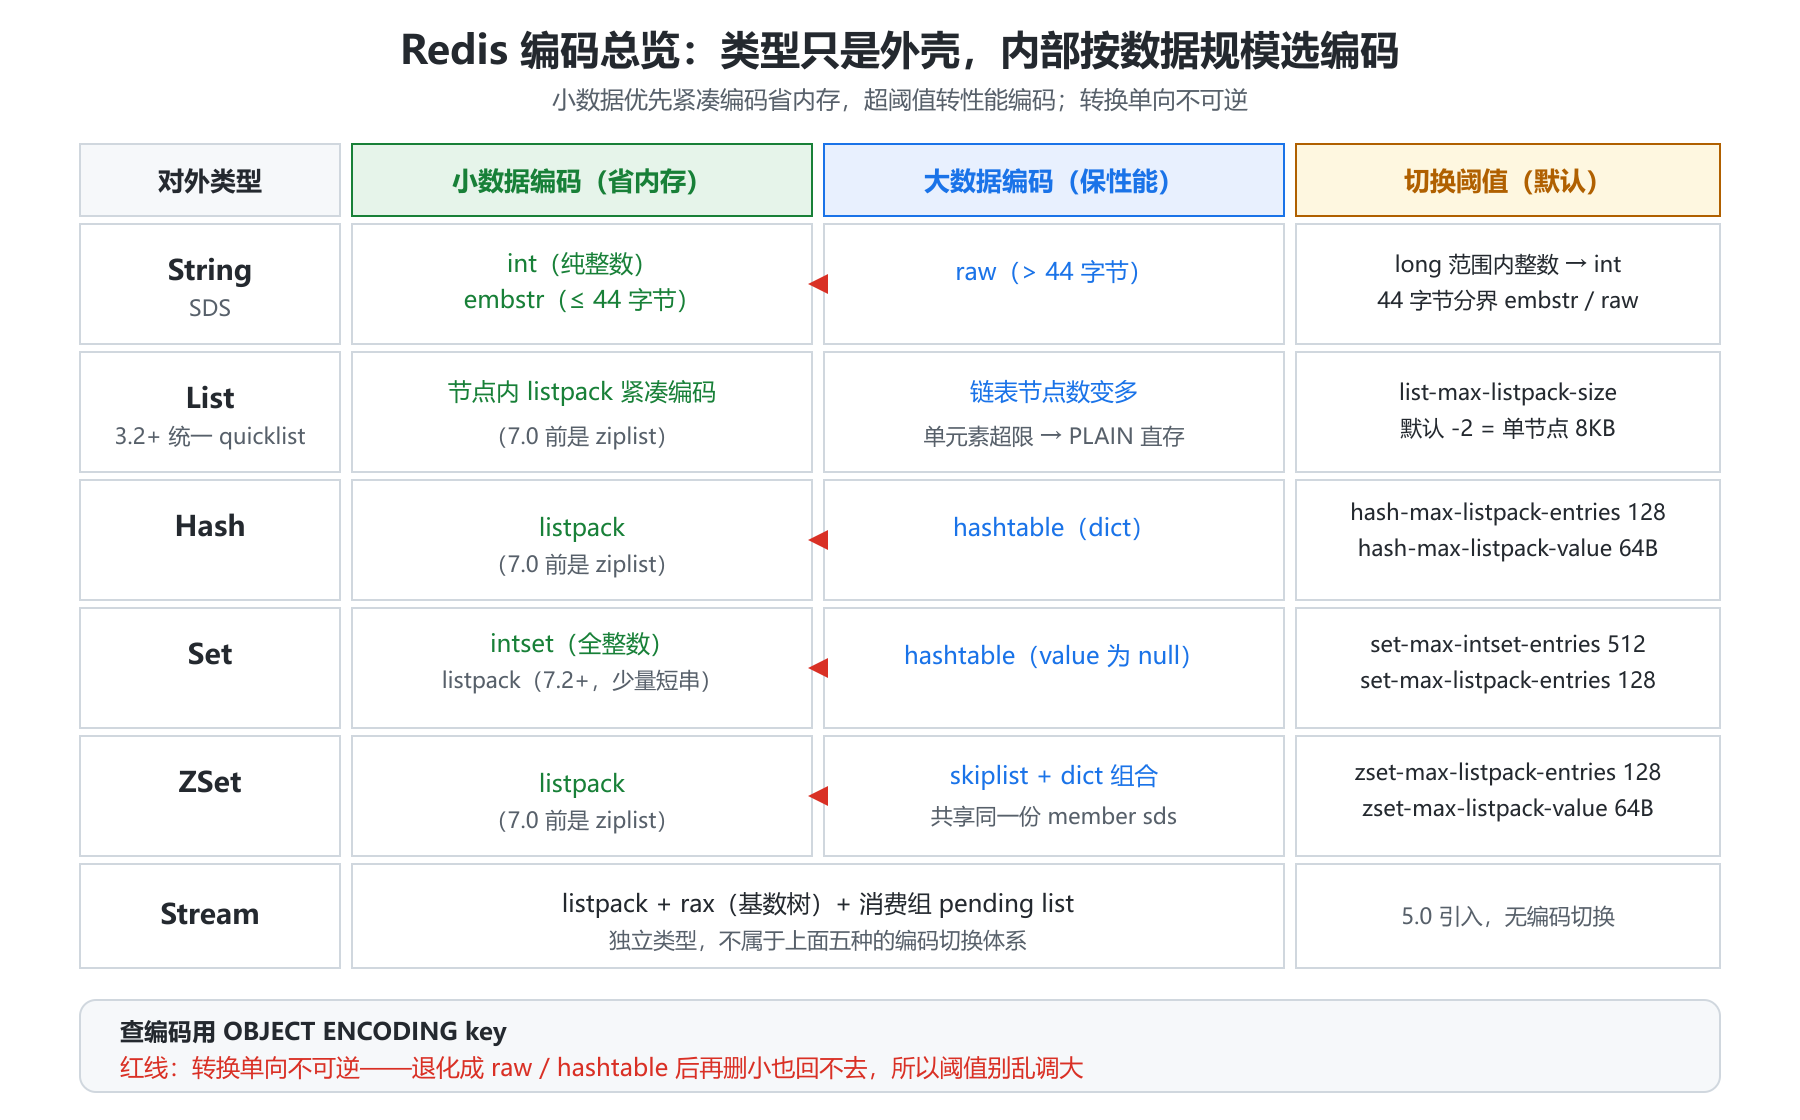 Redis 编码总览：类型只是外壳，内部按数据规模选编码
小数据优先紧凑编码省内存，超阈值转性能编码；转换单向不可逆
对外类型
小数据编码（省内存）
大数据编码（保性能）
切换阈值（默认）
String
SDS
int（纯整数）
embstr（≤ 44 字节）
raw（> 44 字节）
long 范围内整数 → int
44 字节分界 embstr / raw
List
3.2+ 统一 quicklist
节点内 listpack 紧凑编码
（7.0 前是 ziplist）
链表节点数变多
单元素超限 → PLAIN 直存
list-max-listpack-size
默认 -2 = 单节点 8KB
Hash
listpack
（7.0 前是 ziplist）
hashtable（dict）
hash-max-listpack-entries 128
hash-max-listpack-value 64B
Set
intset（全整数）
listpack（7.2+，少量短串）
hashtable（value 为 null）
set-max-intset-entries 512
set-max-listpack-entries 128
ZSet
listpack
（7.0 前是 ziplist）
skiplist + dict 组合
共享同一份 member sds
zset-max-listpack-entries 128
zset-max-listpack-value 64B
Stream
listpack + rax（基数树）+ 消费组 pending list
独立类型，不属于上面五种的编码切换体系
5.0 引入，无编码切换
查编码用 OBJECT ENCODING key
红线：转换单向不可逆——退化成 raw / hashtable 后再删小也回不去，所以阈值别乱调大